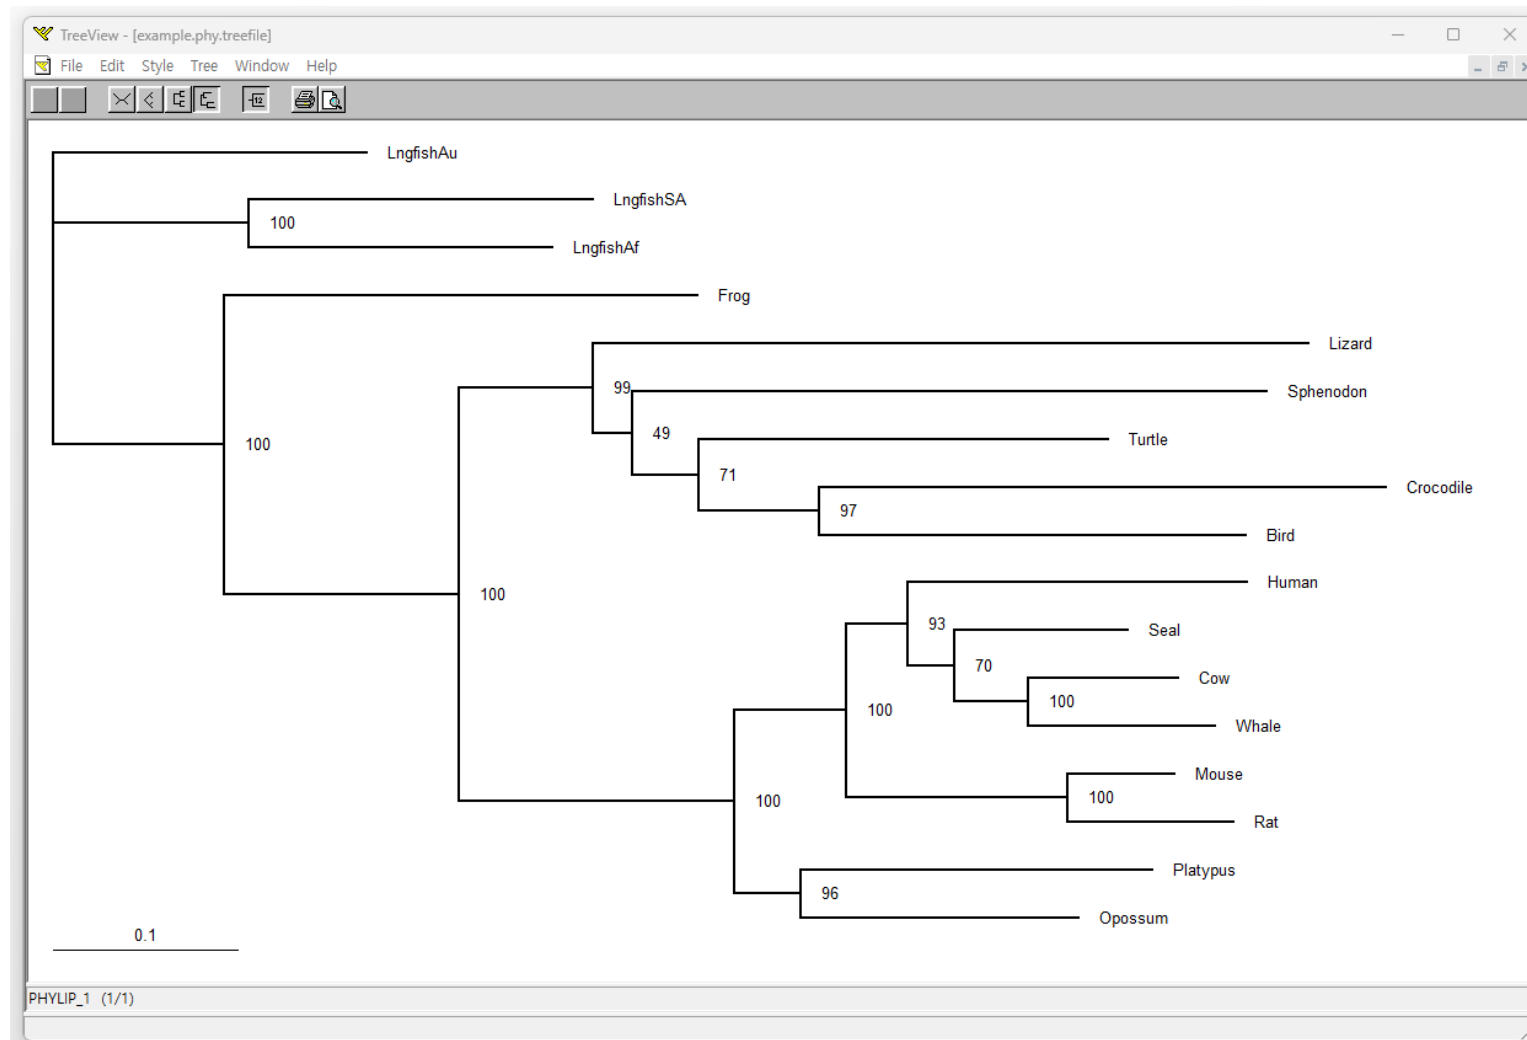 TreeView - [example.phy.treefile]
File Edit Style Tree Window Help
12
LngfishAu
LngfishSA
100
LngfishAf
Frog
Lizard
99
Sphenodon
49
Turtle
100
71
Crocodile
97
Bird
Human
100
93
Seal
70
Cow
100
100
Whale
Mouse
100
100
Rat
Platypus
96
Opossum
0.1
PHYLIP_1 (1/1)